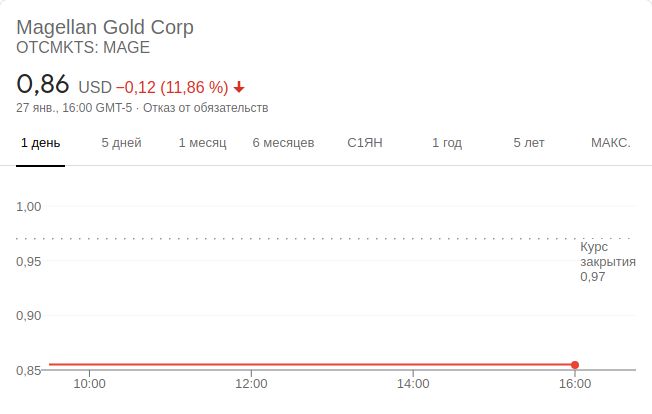 Magellan Gold Corp
OTCMKTS: MAGE
0,86 USD −0,12 (11,86 %)
27 янв., 16:00 GMT-5 · Отказ от обязательств
1 день 5 дней 1 месяц 6 месяцев С1ЯН 1 год 5 лет МАКС.
1,00
Курс
закрытия
0,97
0,95
0,90
0,85
10:00 12:00 14:00 16:00